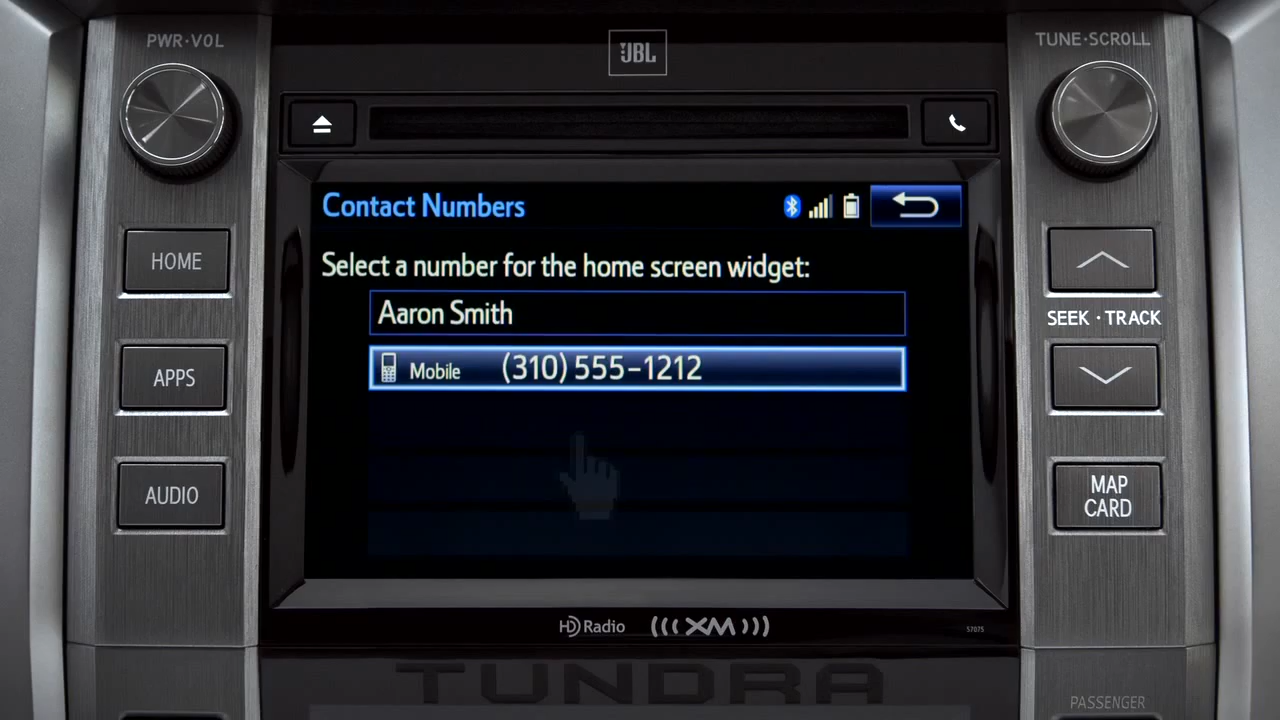 PWR·VOL
JBL
TUNE·SCROLL
Contact Numbers
Select a number for the home screen widget:
Aaron Smith
Mobile (310) 555-1212
HOME
APPS
AUDIO
SEEK · TRACK
MAP
CARD
HD Radio
XM
57075
TUNDRA
PASSENGER